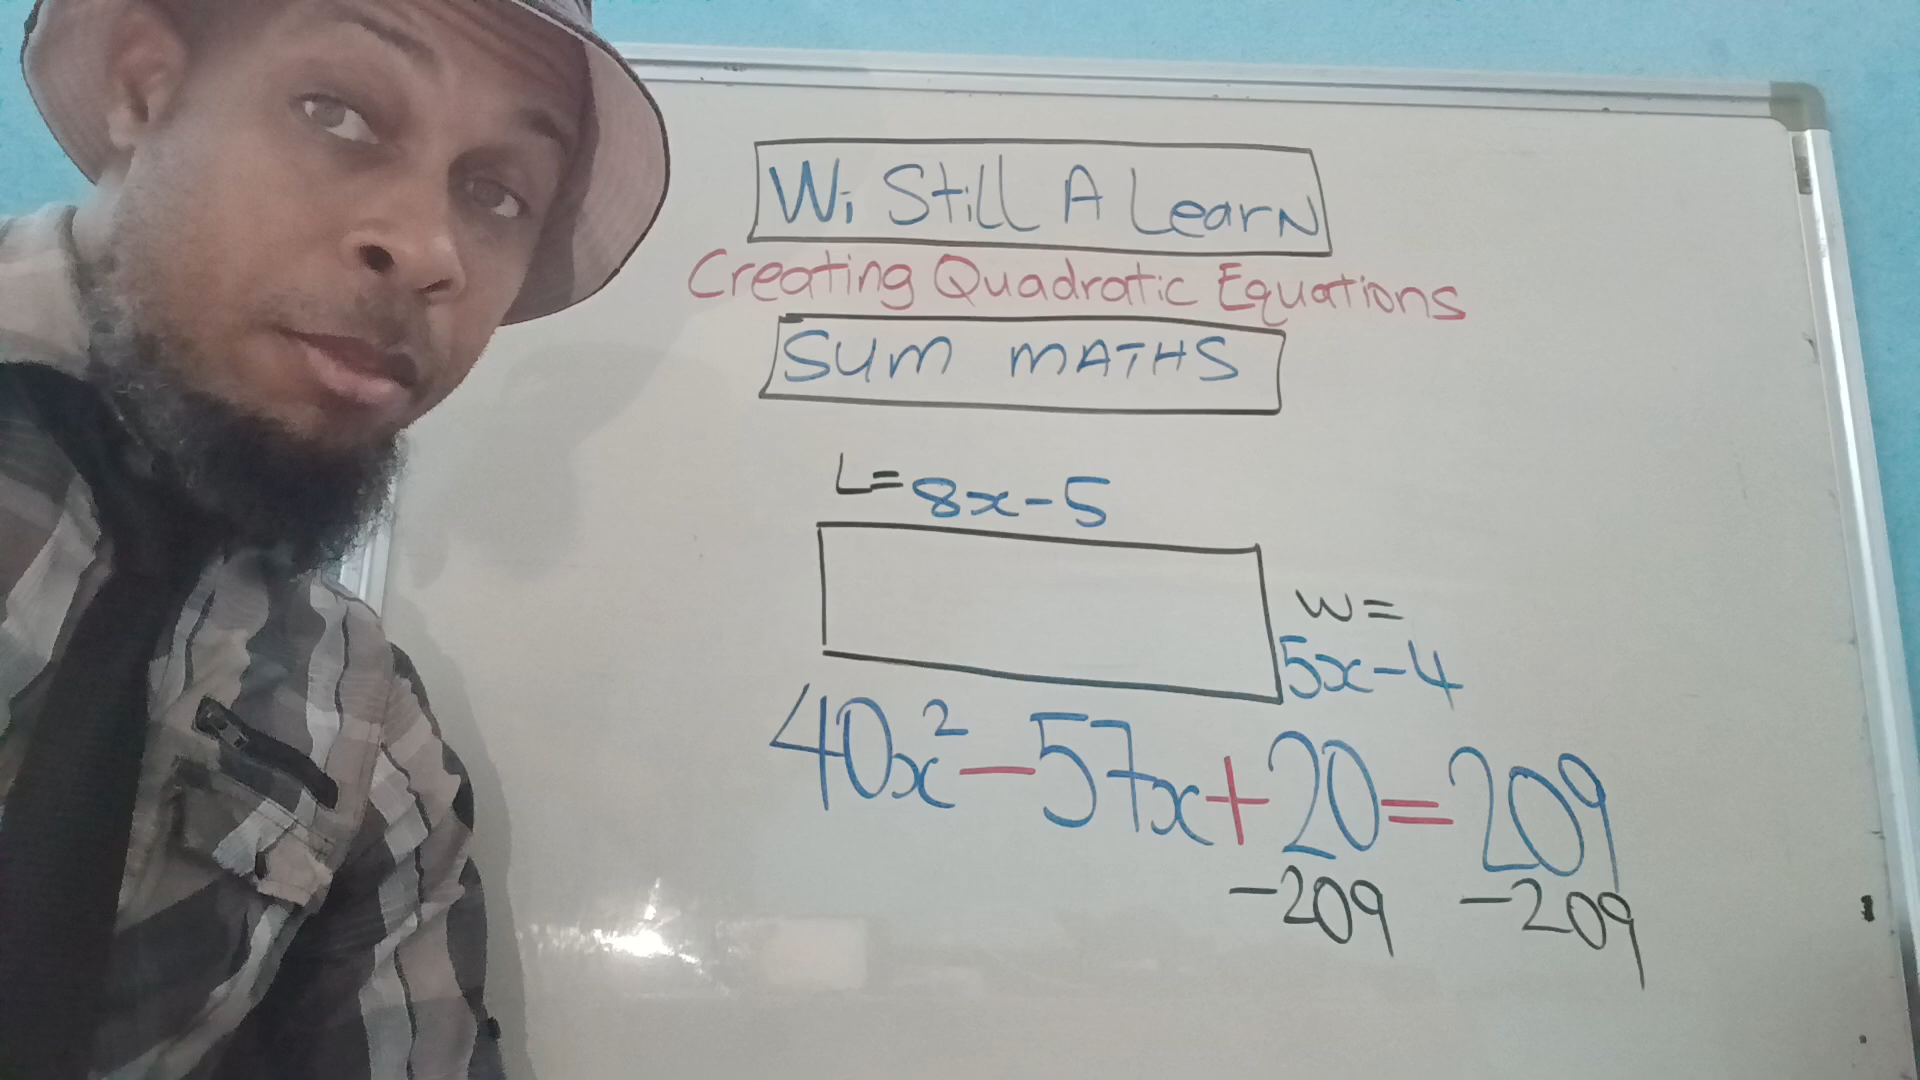 Wi Still A Learn
Creating Quadratic Equations
SUM MATHS
L= 8x-5
W=
5x-4
40x²-57x+20=209
-209 -209